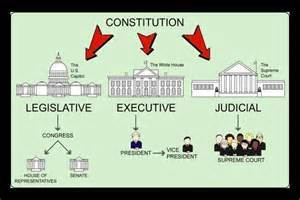 CONSTITUTION
The
U.S.
Capitol
The White House
The
Supreme
Court
LEGISLATIVE
EXECUTIVE
JUDICIAL
CONGRESS
HOUSE OF
REPRESENTATIVES
SENATE
PRESIDENT
VICE
PRESIDENT
SUPREME COURT